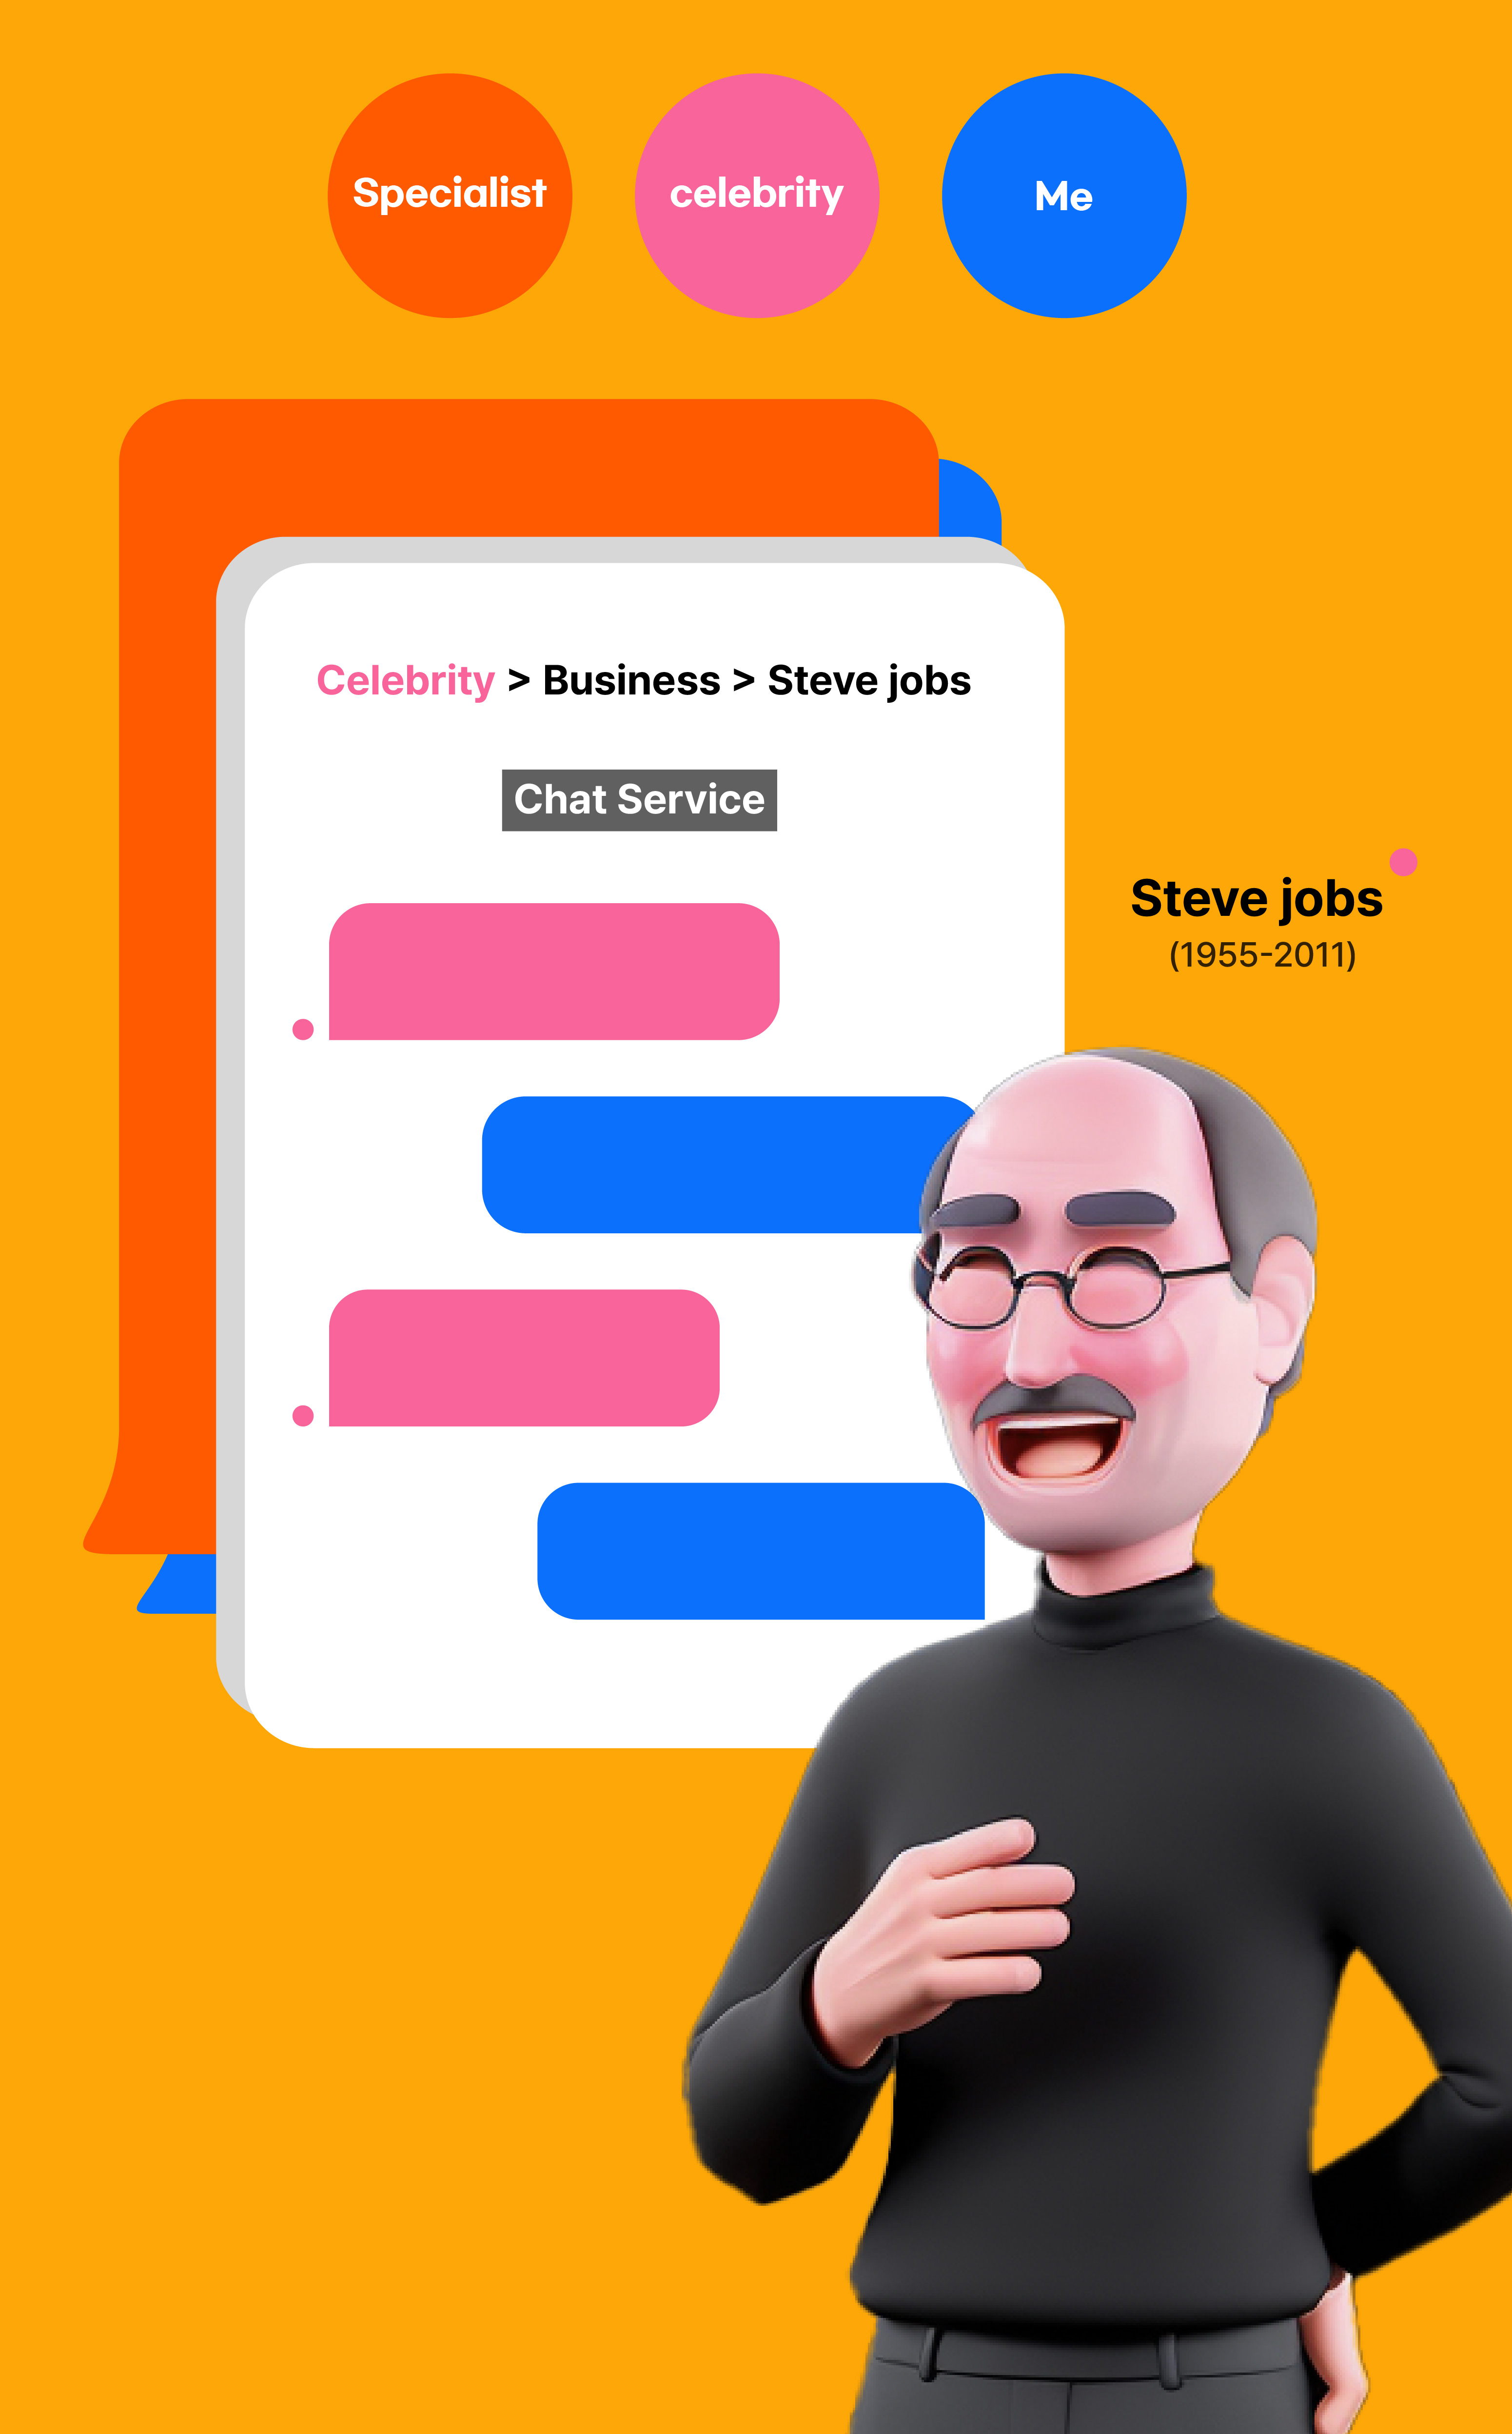 Specialist
celebrity
Me
Celebrity > Business > Steve jobs
Chat Service
Steve jobs
(1955-2011)